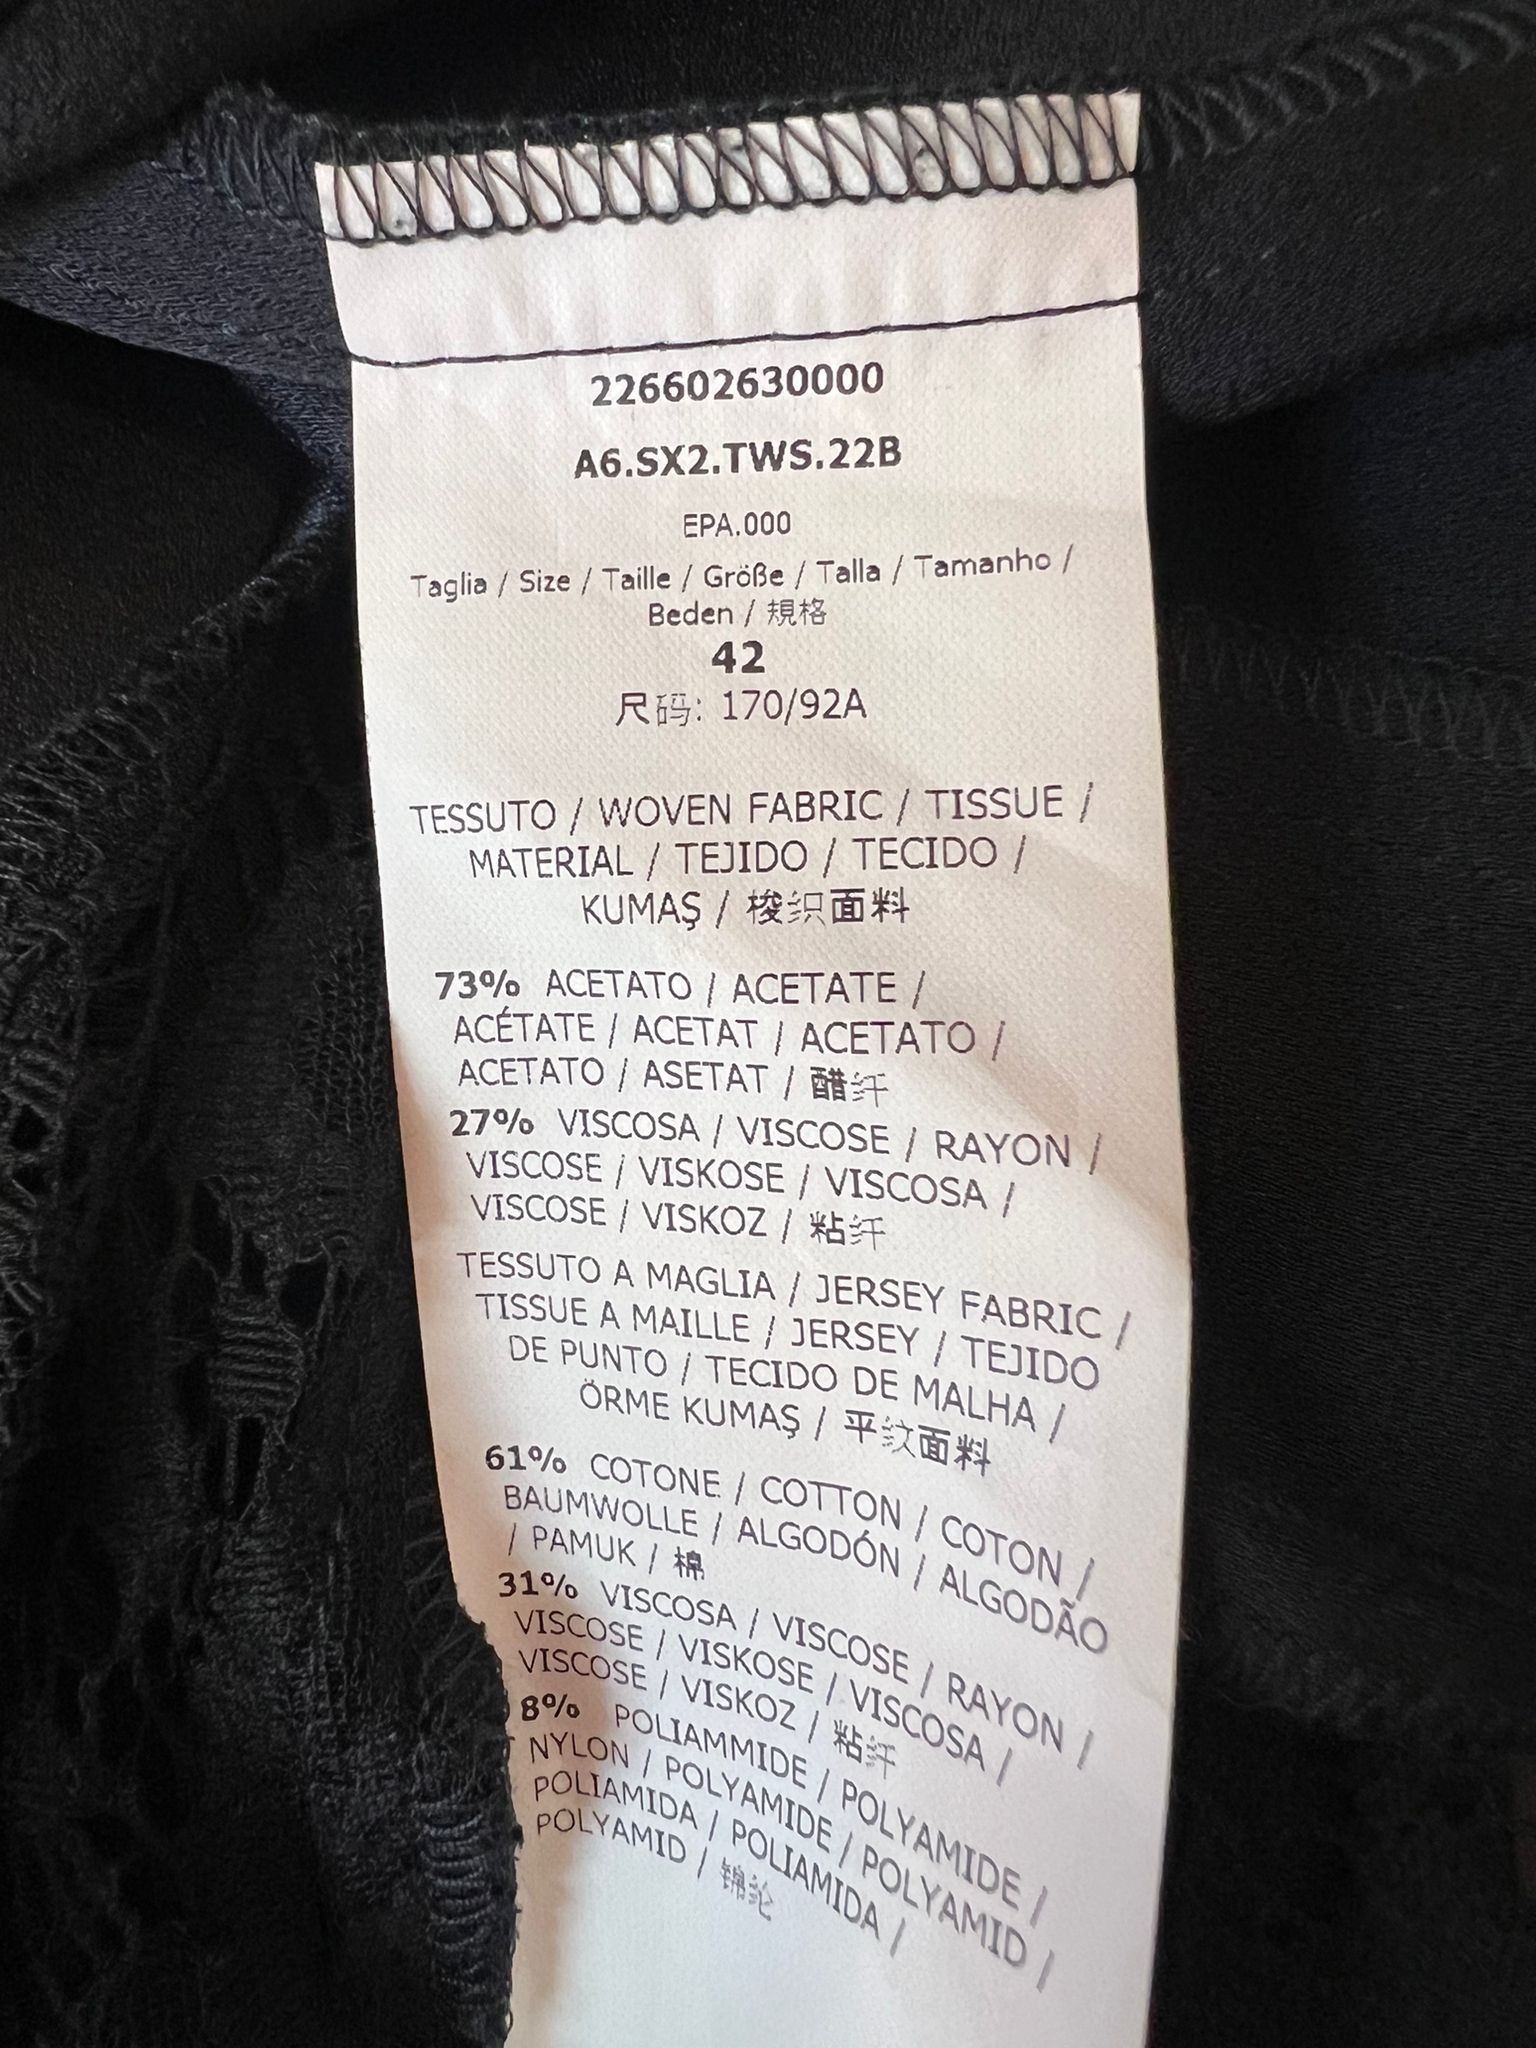 226602630000
A6.SX2.TWS.22B
EPA.000
Taglia / Size / Taille / Größe / Talla / Tamanho /
Beden / 規格
42
尺码: 170/92A
TESSUTO / WOVEN FABRIC / TISSUE /
MATERIAL / TEJIDO / TECIDO /
KUMAŞ / 梭织面料
73% ACETATO / ACETATE /
ACÉTATE / ACETAT / ACETATO /
ACETATO / ASETAT / 醋纤
27% VISCOSA / VISCOSE / RAYON /
VISCOSE / VISKOSE / VISCOSA /
VISCOSE / VISKOZ / 粘纤
TESSUTO A MAGLIA / JERSEY FABRIC /
TISSUE A MAILLE / JERSEY / TEJIDO
DE PUNTO / TECIDO DE MALHA /
ÖRME KUMAŞ / 平纹面料
61% COTONE / COTTON / COTON /
BAUMWOLLE / ALGODÓN / ALGODÃO
/ PAMUK / 棉
31% VISCOSA / VISCOSE / RAYON /
VISCOSE / VISKOSE / VISCOSA /
VISCOSE / VISKOZ / 粘纤
8% POLIAMMIDE / POLYAMIDE /
NYLON / POLYAMIDE / POLYAMID /
POLIAMIDA / POLIAMIDA /
POLYAMID / 锦纶